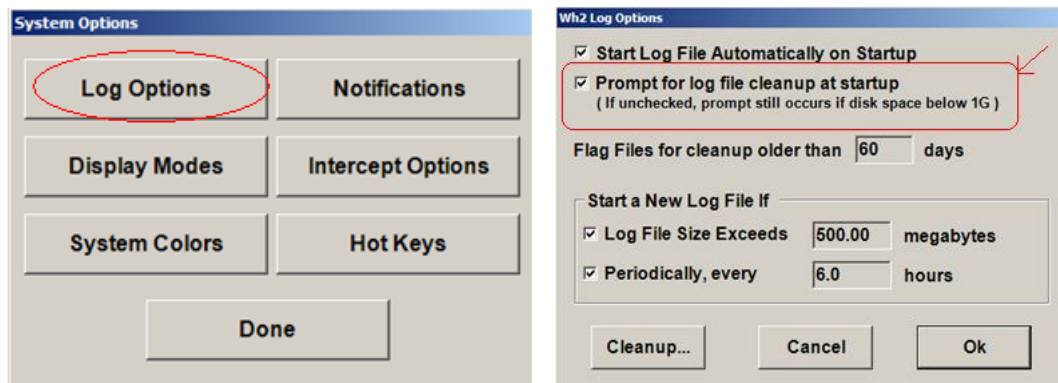 System Options
Log Options
Notifications
Display Modes
Intercept Options
System Colors
Hot Keys
Done
Wh2 Log Options
Start Log File Automatically on Startup
Prompt for log file cleanup at startup
( If unchecked, prompt still occurs if disk space below 1G )
Flag Files for cleanup older than 60 days
Start a New Log File If
Log File Size Exceeds 500.00 megabytes
Periodically, every 6.0 hours
Cleanup... Cancel Ok